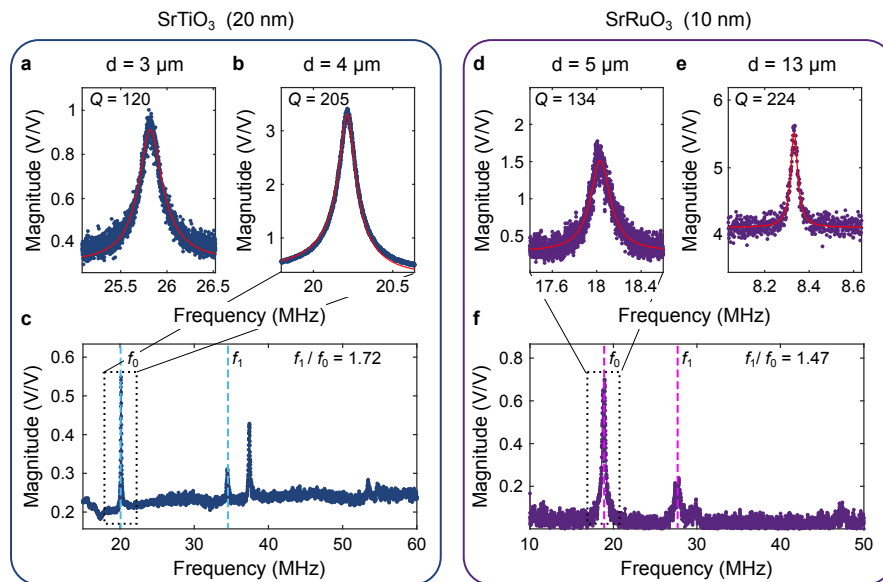 SrTiO3 (20 nm)
a
d = 3 µm
b
d = 4 µm
Q = 120
Q = 205
Magnitude (V/V)
1
0.8
0.6
0.4
3
2
1
25.5
26
26.5
20
20.5
Frequency (MHz)
c
f0
f1
f1/ f0 = 1.72
Magnitude (V/V)
0.6
0.5
0.4
0.3
0.2
20
30
40
50
60
Frequency (MHz)
SrRuO3 (10 nm)
d
d = 5 µm
e
d = 13 µm
Q = 134
Q = 224
Magnitude (V/V)
2
1.5
1
0.5
Magnutide (V/V)
6
5
4
17.6
18
18.4
8.2
8.4
8.6
Frequency (MHz)
f
f0
f1
f1/ f0 = 1.47
Magnitude (V/V)
0.8
0.6
0.4
0.2
10
20
30
40
50
Frequency (MHz)